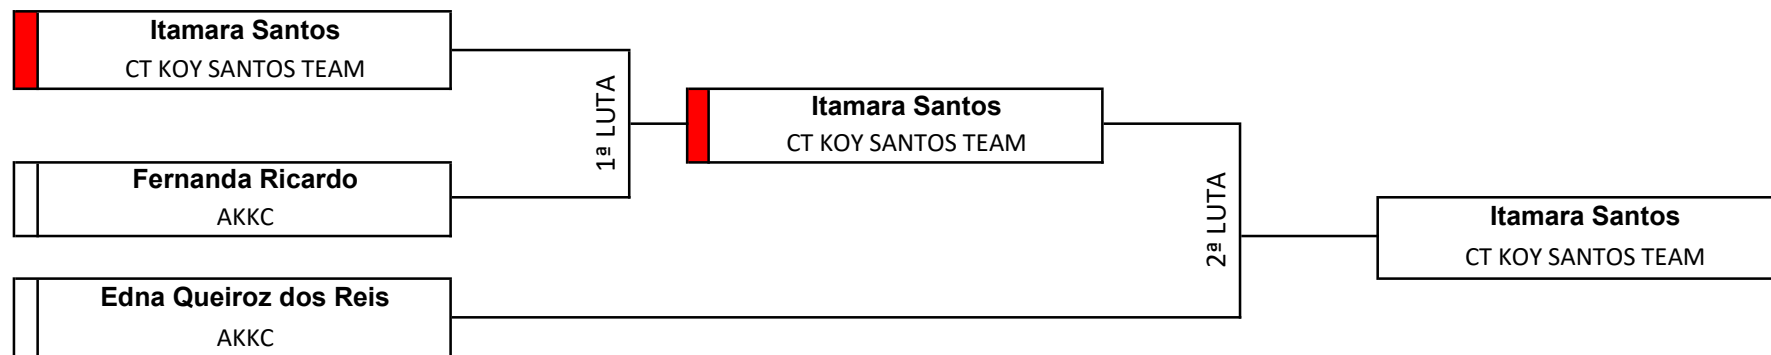 Itamara Santos
CT KOY SANTOS TEAM
1ª LUTA
Fernanda Ricardo
AKKC
Edna Queiroz dos Reis
AKKC
Itamara Santos
CT KOY SANTOS TEAM
2ª LUTA
Itamara Santos
CT KOY SANTOS TEAM